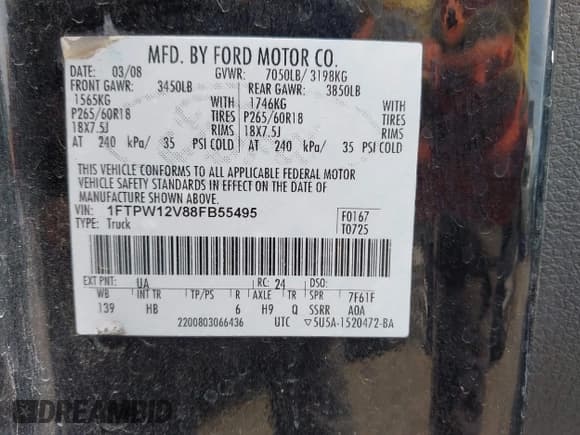 MFD. BY FORD MOTOR CO.
DATE: 03/08 GVWR: 7050LB/ 3198KG
FRONT GAWR: 3450LB REAR GAWR: 3850LB
1565KG WITH 1746KG WITH
P265/60R18 TIRES P265/60R18 TIRES
18X7.5J RIMS 18X7.5J RIMS
AT 240 kPa/ 35 PSI COLD AT 240 kPa/ 35 PSI COLD
THIS VEHICLE CONFORMS TO ALL APPLICABLE FEDERAL MOTOR
VEHICLE SAFETY STANDARDS IN EFFECT ON THE DATE OF
MANUFACTURE SHOWN ABOVE.
VIN: 1FTPW12V88FB55495 F0167
TYPE: Truck T0725
EXT PNT: UA RC: 24 DSO:
WB INT TR TP/PS R AXLE TR SPR 7F61F
139 HB 6 H9 Q SSRR AOA
2200803066436 UTC ▽5U5A-1520472-BA
DREAMBID